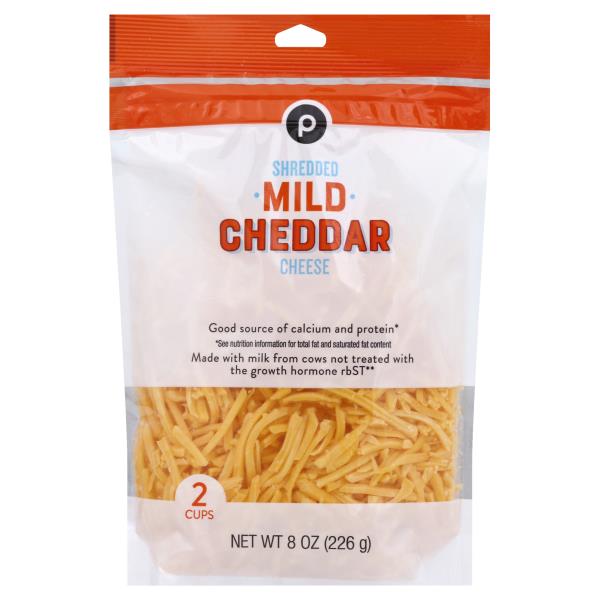 p
SHREDDED
· MILD ·
CHEDDAR
CHEESE
Good source of calcium and protein*
*See nutrition information for total fat and saturated fat content
Made with milk from cows not treated with
the growth hormone rbST**
2
CUPS
NET WT 8 OZ (226 g)